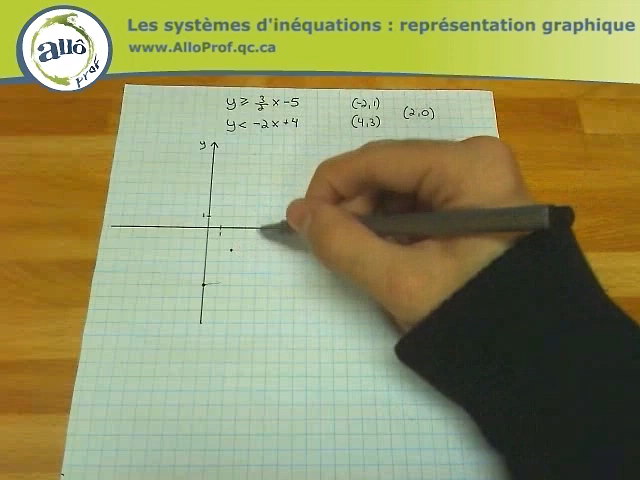 Les systèmes d'inéquations : représentation graphique
www.AlloProf.qc.ca
allô
prof
y ≥ 3/2 x -5 (-2,1) (2,0)
y < -2x+4 (4,3)
y
1
1